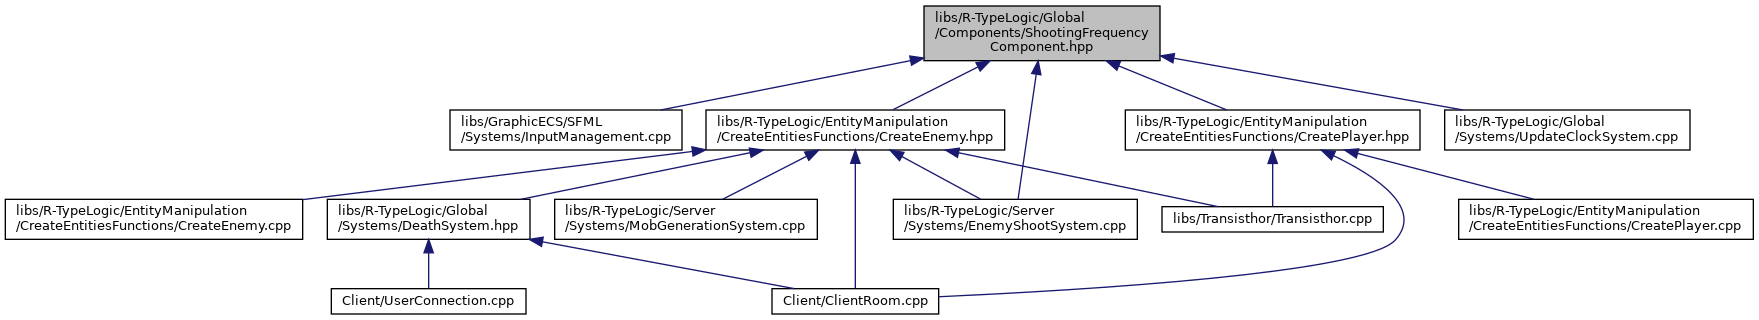 libs/R-TypeLogic/Global
/Components/ShootingFrequency
Component.hpp
libs/GraphicECS/SFML
/Systems/InputManagement.cpp
libs/R-TypeLogic/EntityManipulation
/CreateEntitiesFunctions/CreateEnemy.hpp
libs/R-TypeLogic/EntityManipulation
/CreateEntitiesFunctions/CreatePlayer.hpp
libs/R-TypeLogic/Global
/Systems/UpdateClockSystem.cpp
libs/R-TypeLogic/EntityManipulation
/CreateEntitiesFunctions/CreateEnemy.cpp
libs/R-TypeLogic/Global
/Systems/DeathSystem.hpp
libs/R-TypeLogic/Server
/Systems/MobGenerationSystem.cpp
libs/R-TypeLogic/Server
/Systems/EnemyShootSystem.cpp
libs/Transisthor/Transisthor.cpp
libs/R-TypeLogic/EntityManipulation
/CreateEntitiesFunctions/CreatePlayer.cpp
Client/UserConnection.cpp
Client/ClientRoom.cpp